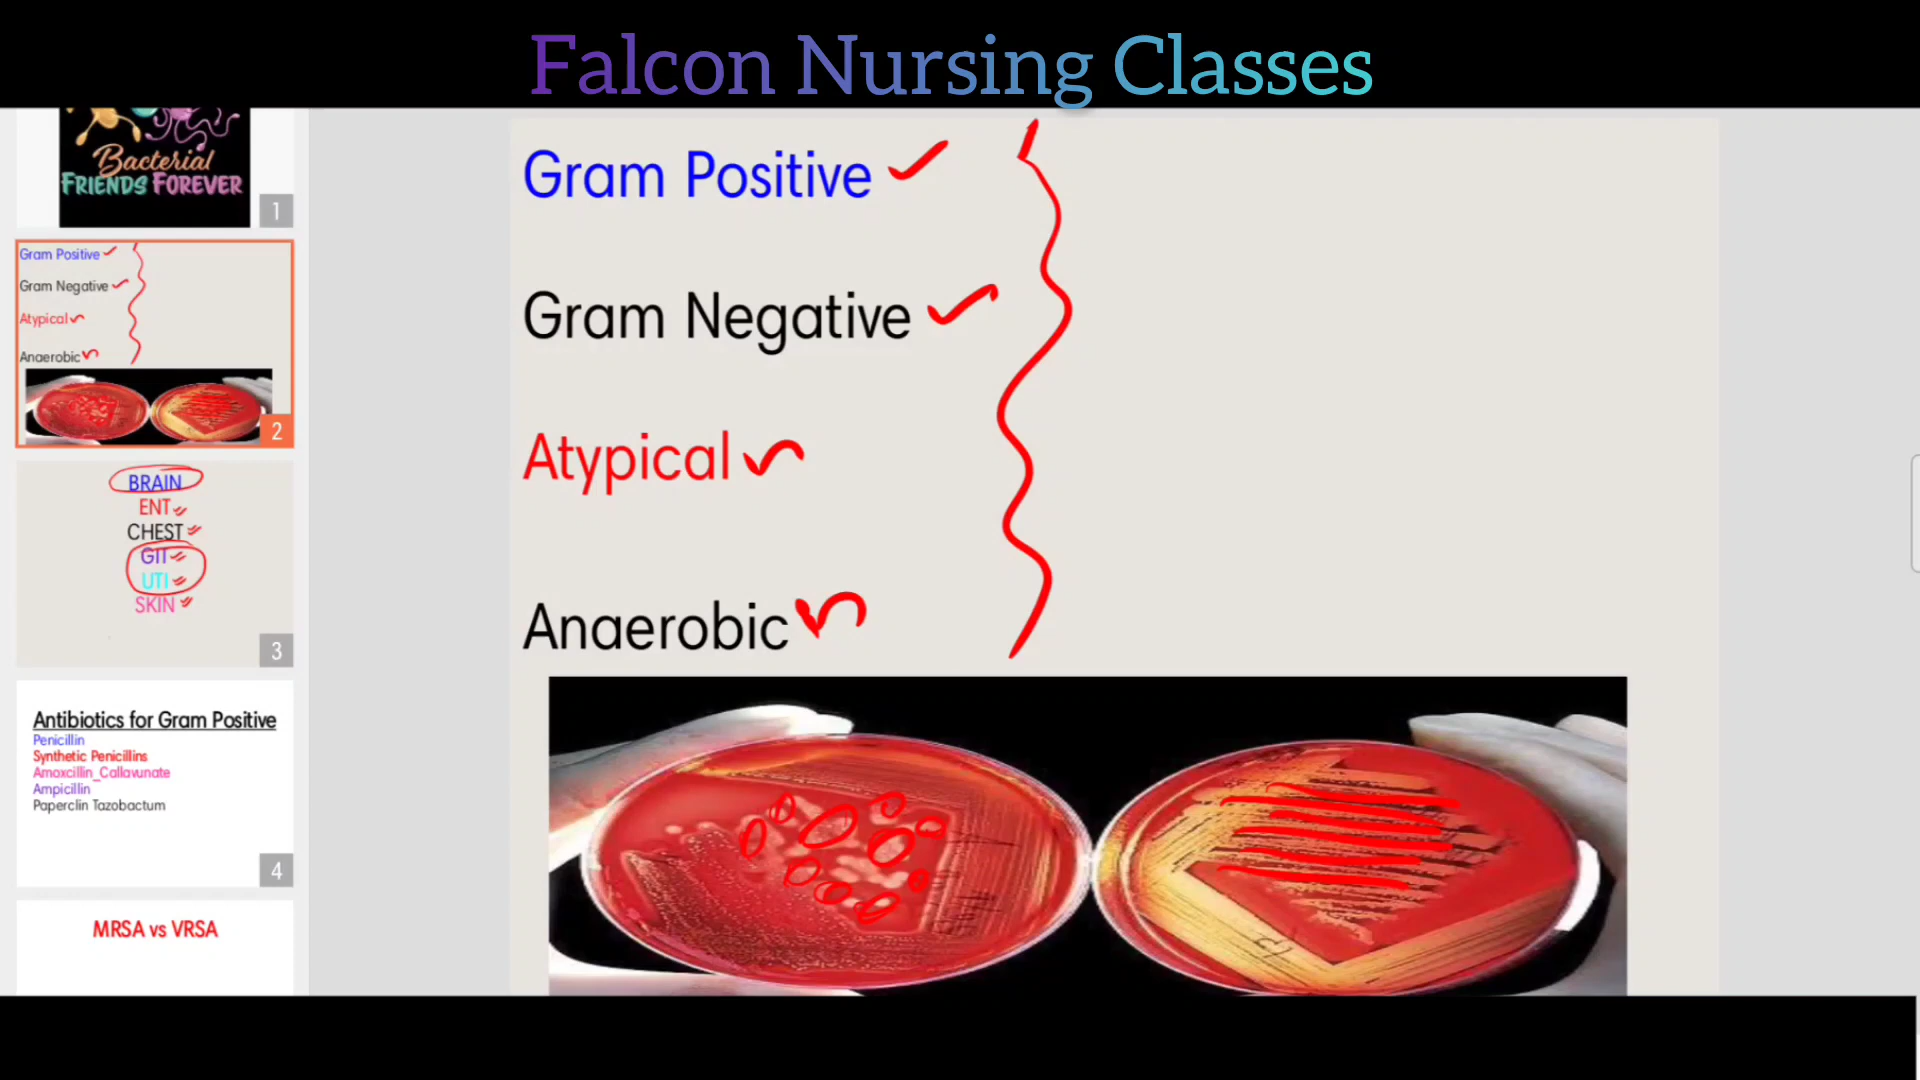 Falcon Nursing Classes
Bacterial
FRIENDS FOREVER
1
Gram Positive
Gram Negative
Atypical
Anaerobic
2
BRAIN
ENT
CHEST
GIT
UTI
SKIN
3
Antibiotics for Gram Positive
Penicillin
Synthetic Penicillins
Amoxcillin_Callavunate
Ampicillin
Paperclin Tazobactum
4
MRSA vs VRSA
Gram Positive
Gram Negative
Atypical
Anaerobic